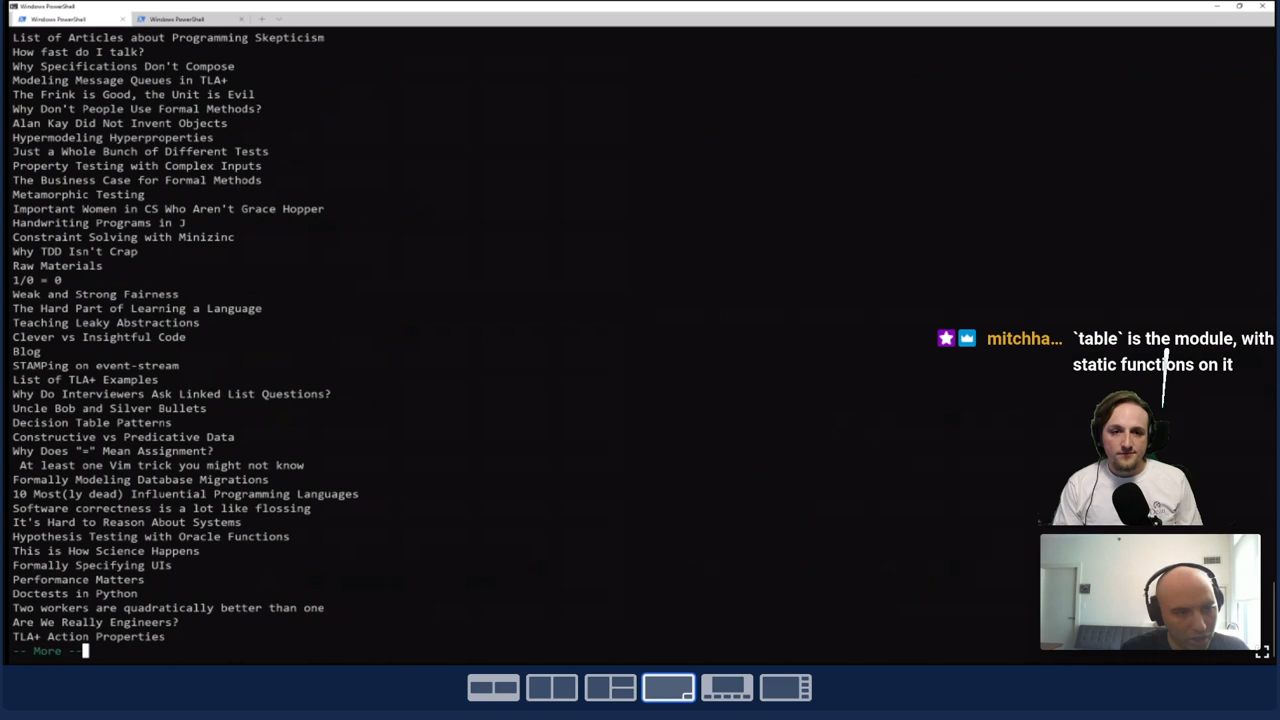 Windows PowerShell
Windows PowerShell
Windows PowerShell
List of Articles about Programming Skepticism
How fast do I talk?
Why Specifications Don't Compose
Modeling Message Queues in TLA+
The Frink is Good, the Unit is Evil
Why Don't People Use Formal Methods?
Alan Kay Did Not Invent Objects
Hypermodeling Hyperproperties
Just a Whole Bunch of Different Tests
Property Testing with Complex Inputs
The Business Case for Formal Methods
Metamorphic Testing
Important Women in CS Who Aren't Grace Hopper
Handwriting Programs in J
Constraint Solving with Minizinc
Why TDD Isn't Crap
Raw Materials
1/0 = 0
Weak and Strong Fairness
The Hard Part of Learning a Language
Teaching Leaky Abstractions
Clever vs Insightful Code
Blog
STAMPing on event-stream
List of TLA+ Examples
Why Do Interviewers Ask Linked List Questions?
Uncle Bob and Silver Bullets
Decision Table Patterns
Constructive vs Predicative Data
Why Does "=" Mean Assignment?
At least one Vim trick you might not know
Formally Modeling Database Migrations
10 Most(ly dead) Influential Programming Languages
Software correctness is a lot like flossing
It's Hard to Reason About Systems
Hypothesis Testing with Oracle Functions
This is How Science Happens
Formally Specifying UIs
Performance Matters
Doctests in Python
Two workers are quadratically better than one
Are We Really Engineers?
TLA+ Action Properties
-- More --
mitchha... `table` is the module, with
static functions on it